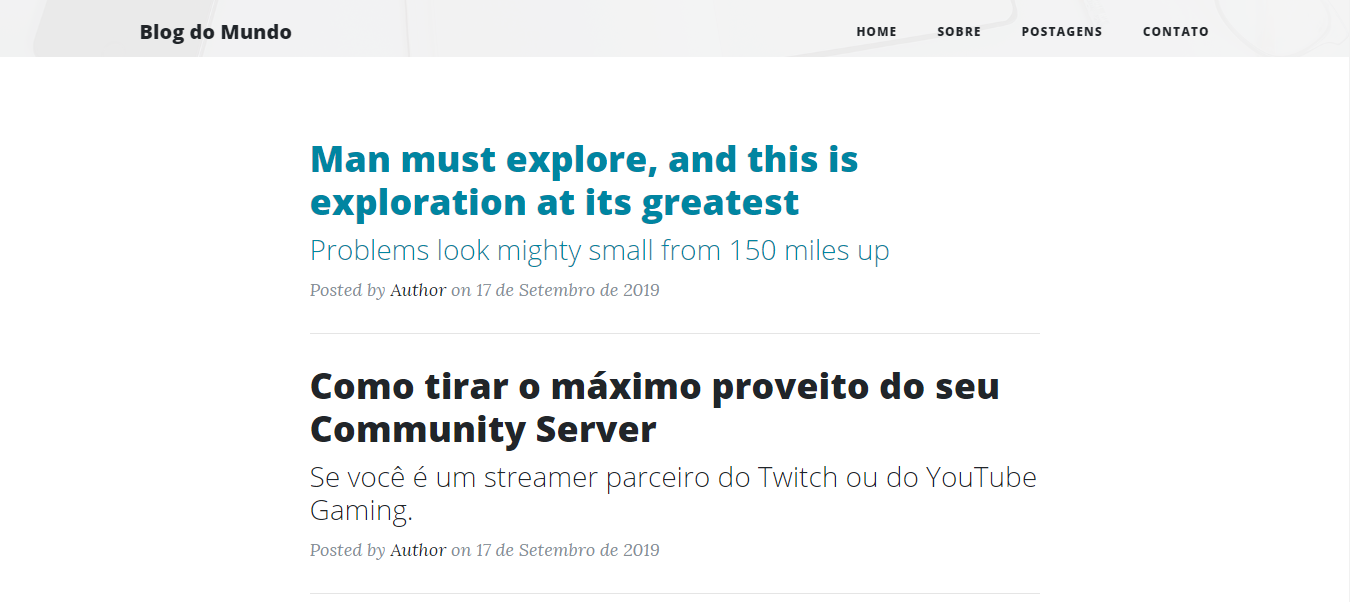 Blog do Mundo
HOME SOBRE POSTAGENS CONTATO
Man must explore, and this is
exploration at its greatest
Problems look mighty small from 150 miles up
Posted by Author on 17 de Setembro de 2019
Como tirar o máximo proveito do seu
Community Server
Se você é um streamer parceiro do Twitch ou do YouTube
Gaming.
Posted by Author on 17 de Setembro de 2019